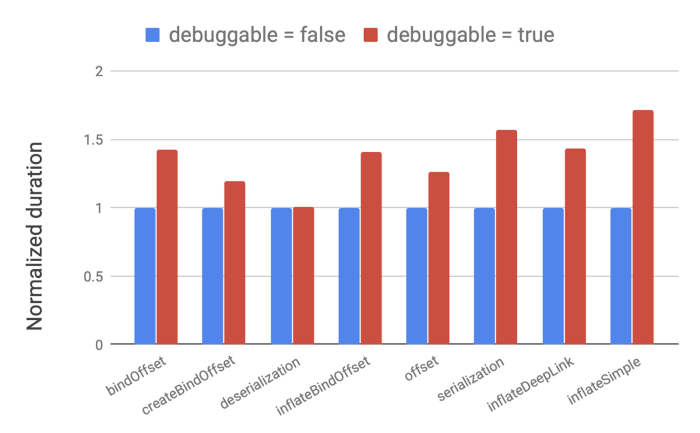 debuggable = false debuggable = true
2
1.5
1
0.5
0
Normalized duration
bindOffset
createBindOffset
deserialization
inflateBindOffset
offset
serialization
inflateDeepLink
inflateSimple